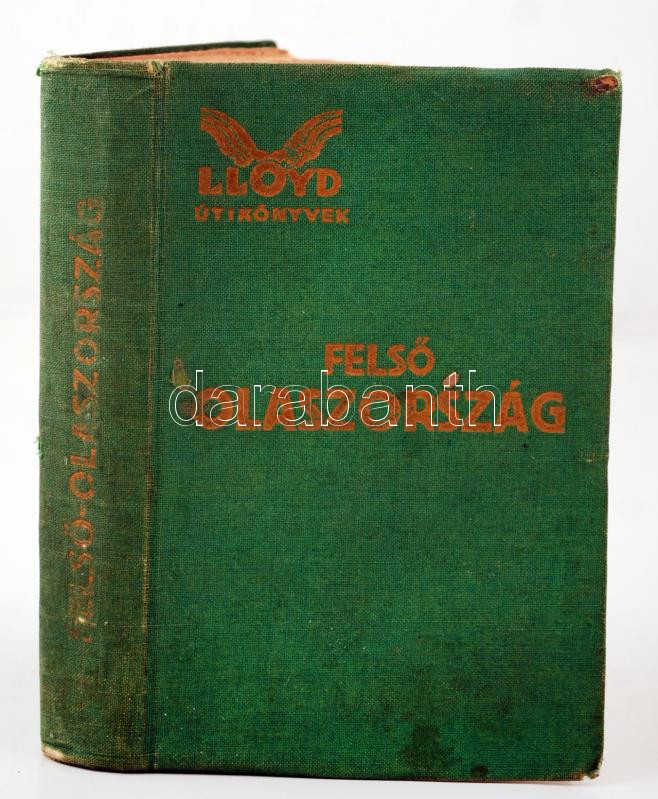 LLOYD
ÚTIKÖNYVEK
FELSŐ
OLASZORSZÁG
FELSŐ-OLASZORSZÁG
darabanth